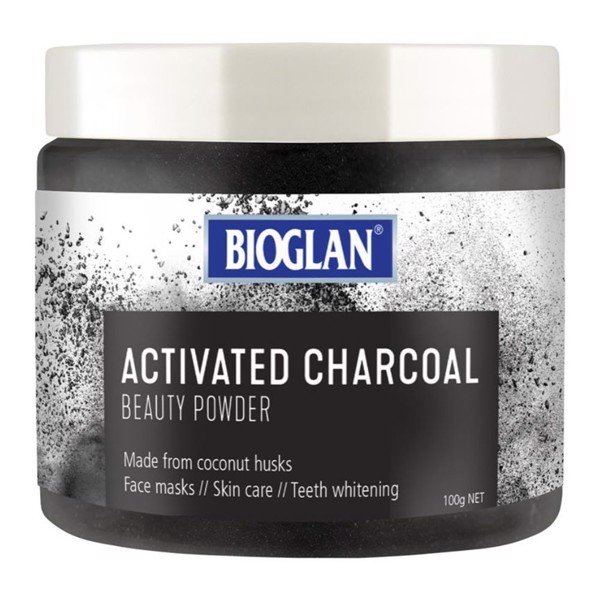 BIOGLAN®
ACTIVATED CHARCOAL
BEAUTY POWDER
Made from coconut husks
Face masks // Skin care // Teeth whitening
100g NET